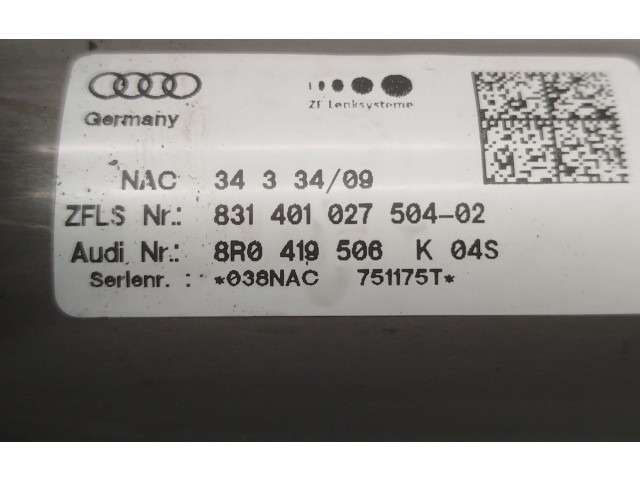 Germany
ZF Lenksysteme
NAC 34 3 34/09
ZFLS Nr.: 831 401 027 504-02
Audi Nr.: 8R0 419 506 K 04S
Serienr. : *038NAC 751175T*